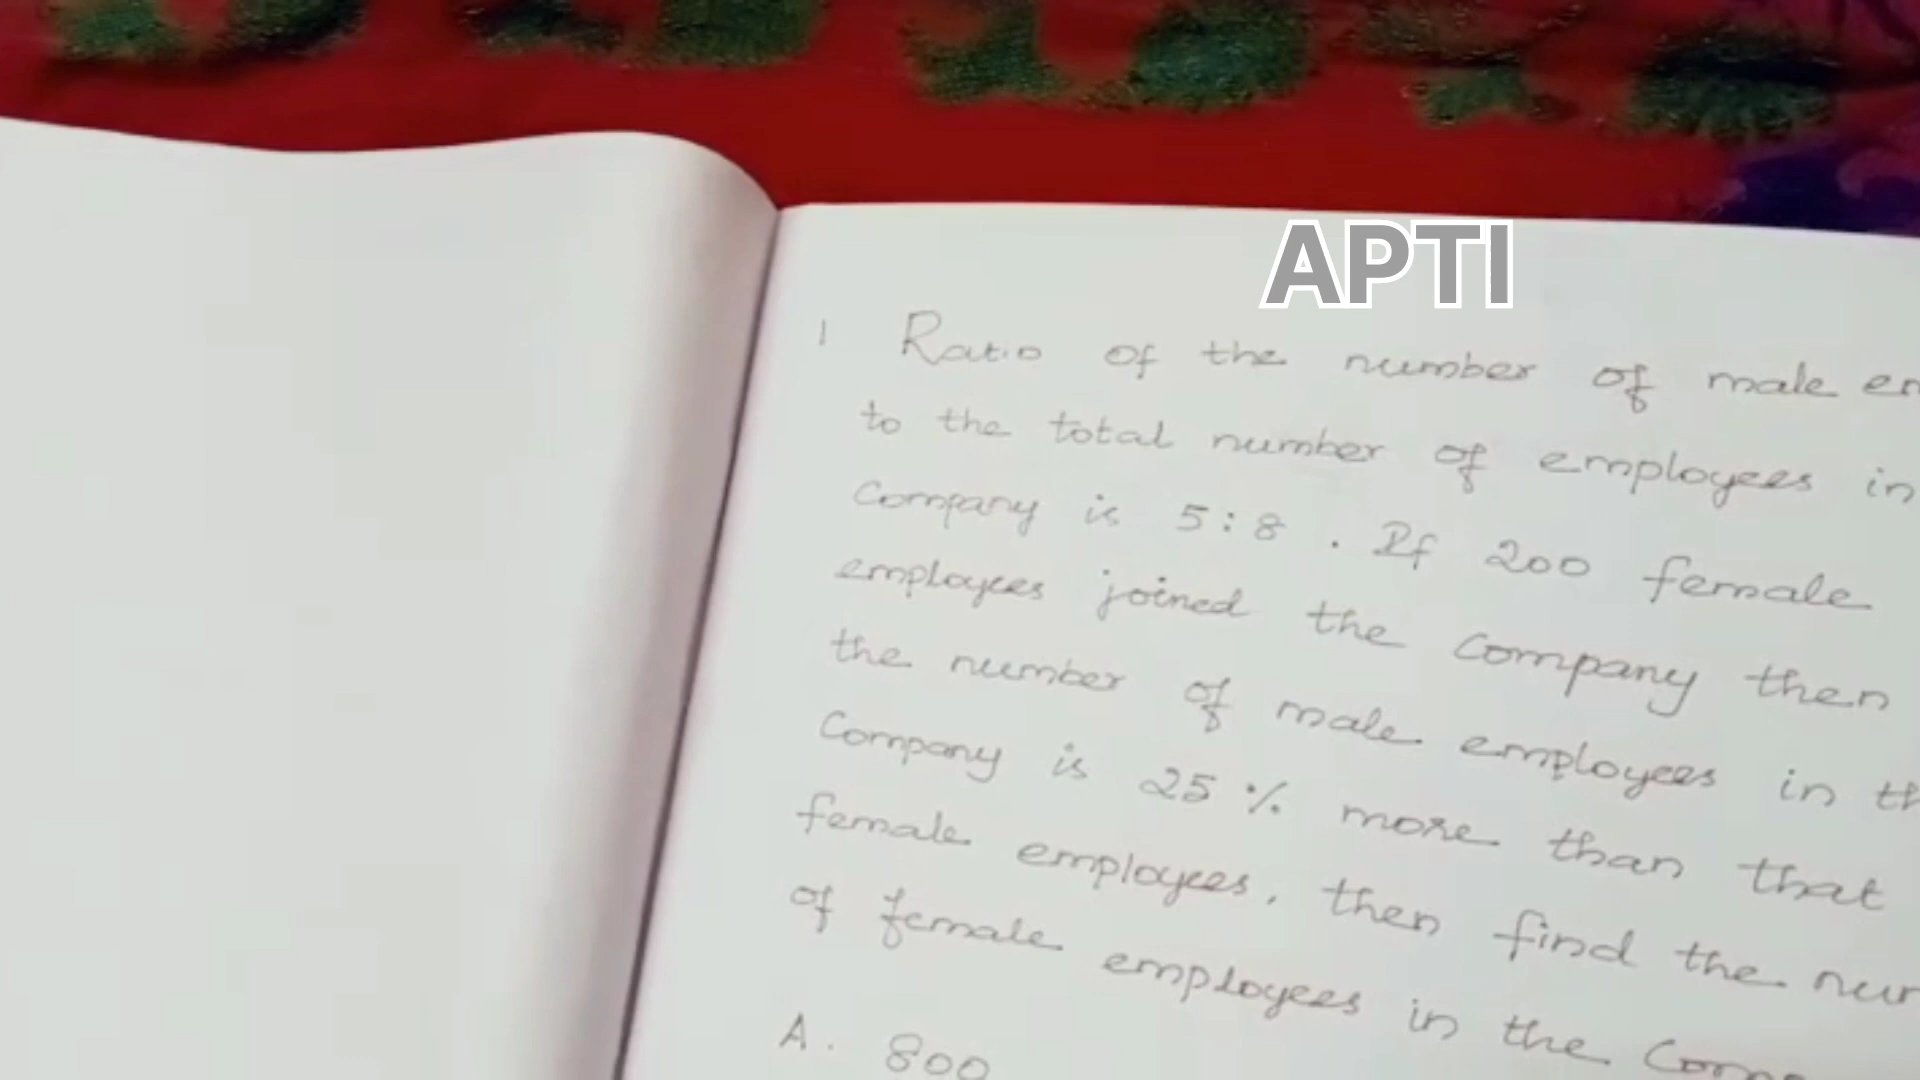 APTI
1 Ratio of the number of male
to the total number of employees in
Company is 5:8. If 200 female
employees joined the Company then
the number of male employees in
Company is 25% more than that
female employees, then find the
of female employees in the
A. 800